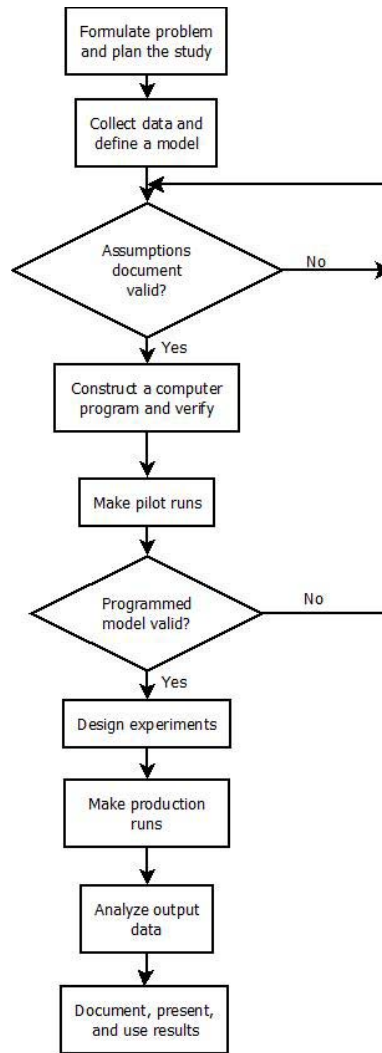 Formulate problem
and plan the study
Collect data and
define a model
Assumptions
document
valid?
No
Yes
Construct a computer
program and verify
Make pilot runs
Programmed
model valid?
No
Yes
Design experiments
Make production
runs
Analyze output
data
Document, present,
and use results